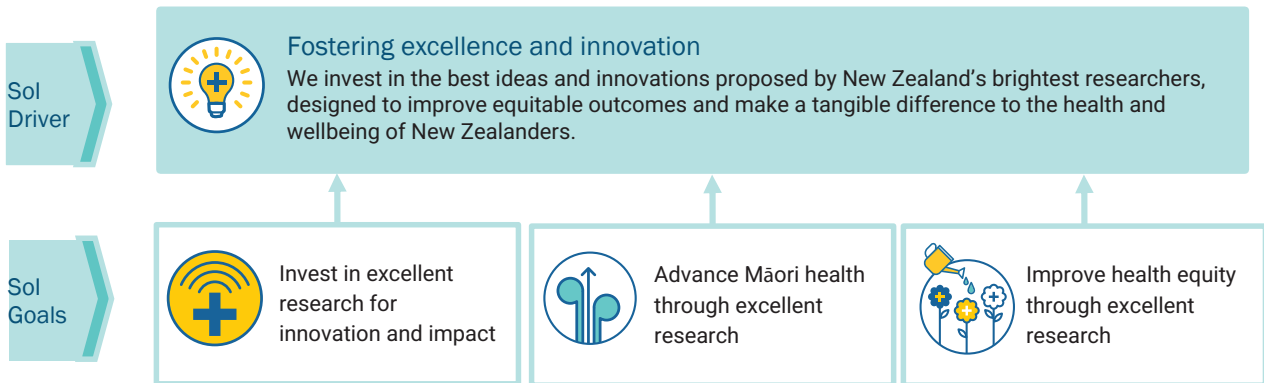 Sol
Driver
Fostering excellence and innovation
We invest in the best ideas and innovations proposed by New Zealand's brightest researchers,
designed to improve equitable outcomes and make a tangible difference to the health and
wellbeing of New Zealanders.
Sol
Goals
Invest in excellent
research for
innovation and impact
Advance Māori health
through excellent
research
Improve health equity
through excellent
research